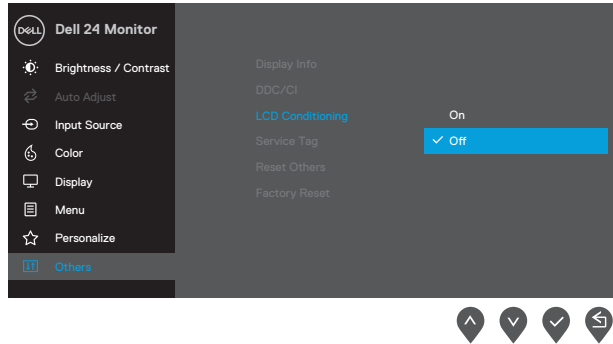 DELL Dell 24 Monitor
Brightness / Contrast
Auto Adjust
Input Source
Color
Display
Menu
Personalize
Others
Display Info
DDC/CI
LCD Conditioning
Service Tag
Reset Others
Factory Reset
On
Off